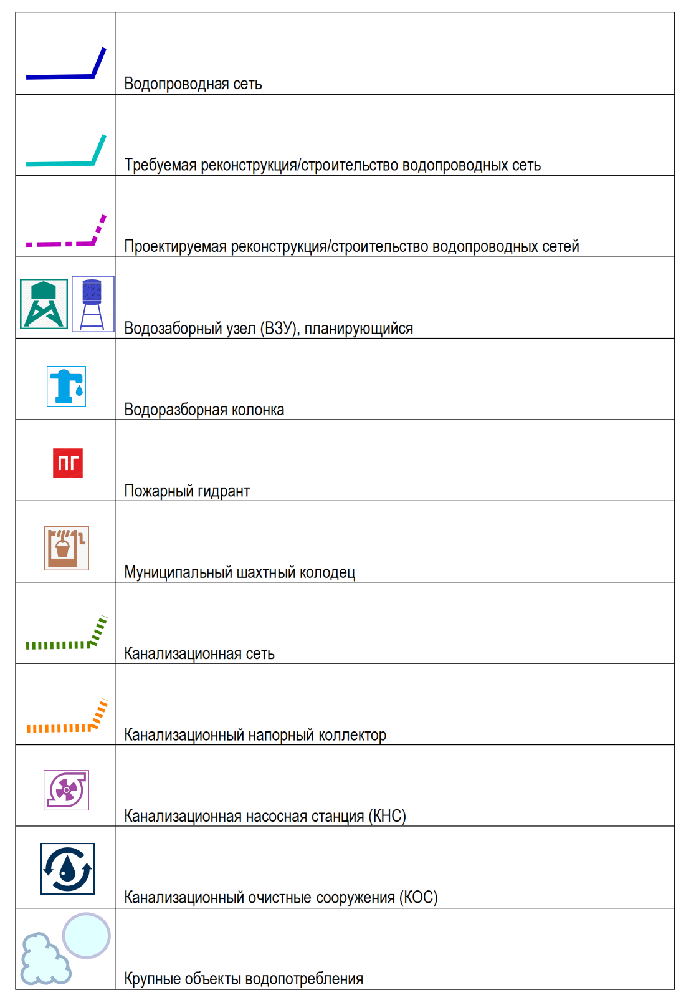 Водопроводная сеть
Требуемая реконструкция/строительство водопроводных сеть
Проектируемая реконструкция/строительство водопроводных сетей
Водозаборный узел (ВЗУ), планирующийся
Водоразборная колонка
ПГ
Пожарный гидрант
Муниципальный шахтный колодец
Канализационная сеть
Канализационный напорный коллектор
Канализационная насосная станция (КНС)
Канализационный очистные сооружения (КОС)
Крупные объекты водопотребления